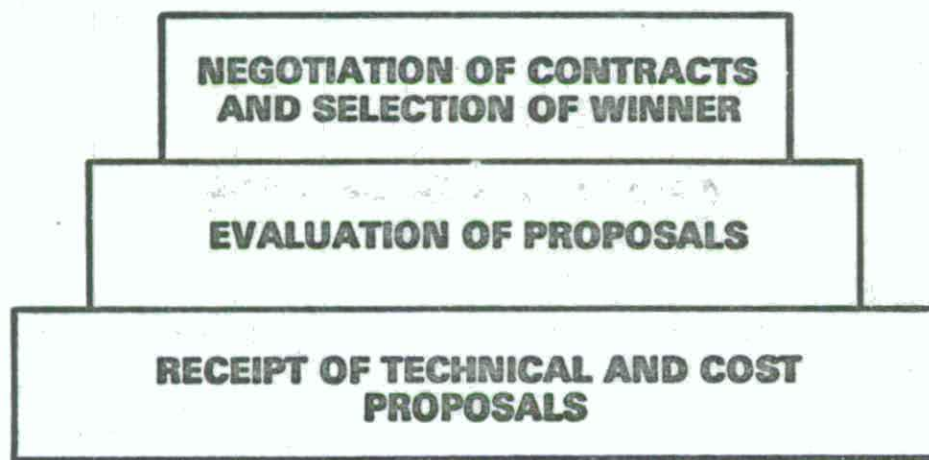 NEGOTIATION OF CONTRACTS
AND SELECTION OF WINNER
EVALUATION OF PROPOSALS
RECEIPT OF TECHNICAL AND COST
PROPOSALS